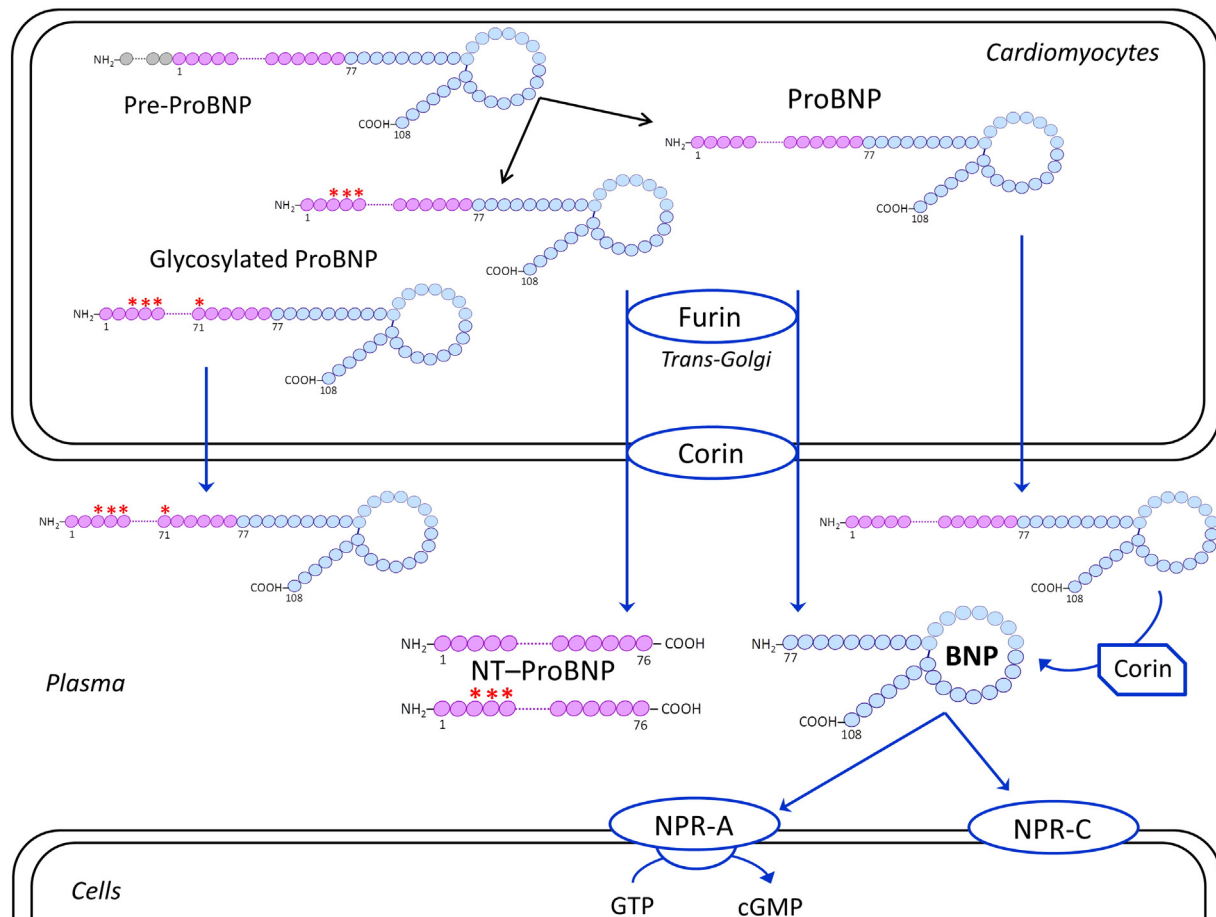 Cardiomyocytes
NH2
1
77
Pre-ProBNP
COOH
108
ProBNP
NH2
1
77
COOH
108
***
NH2
1
77
COOH
108
Glycosylated ProBNP
*** *
NH2
1
71
77
COOH
108
Furin
Trans-Golgi
Corin
*** *
NH2
1
71
77
COOH
108
NH2
1
77
COOH
108
NH2
1
76
COOH
NT–ProBNP
***
NH2
1
76
COOH
NH2
77
BNP
COOH
108
Corin
Plasma
NPR-A
NPR-C
Cells
GTP
cGMP